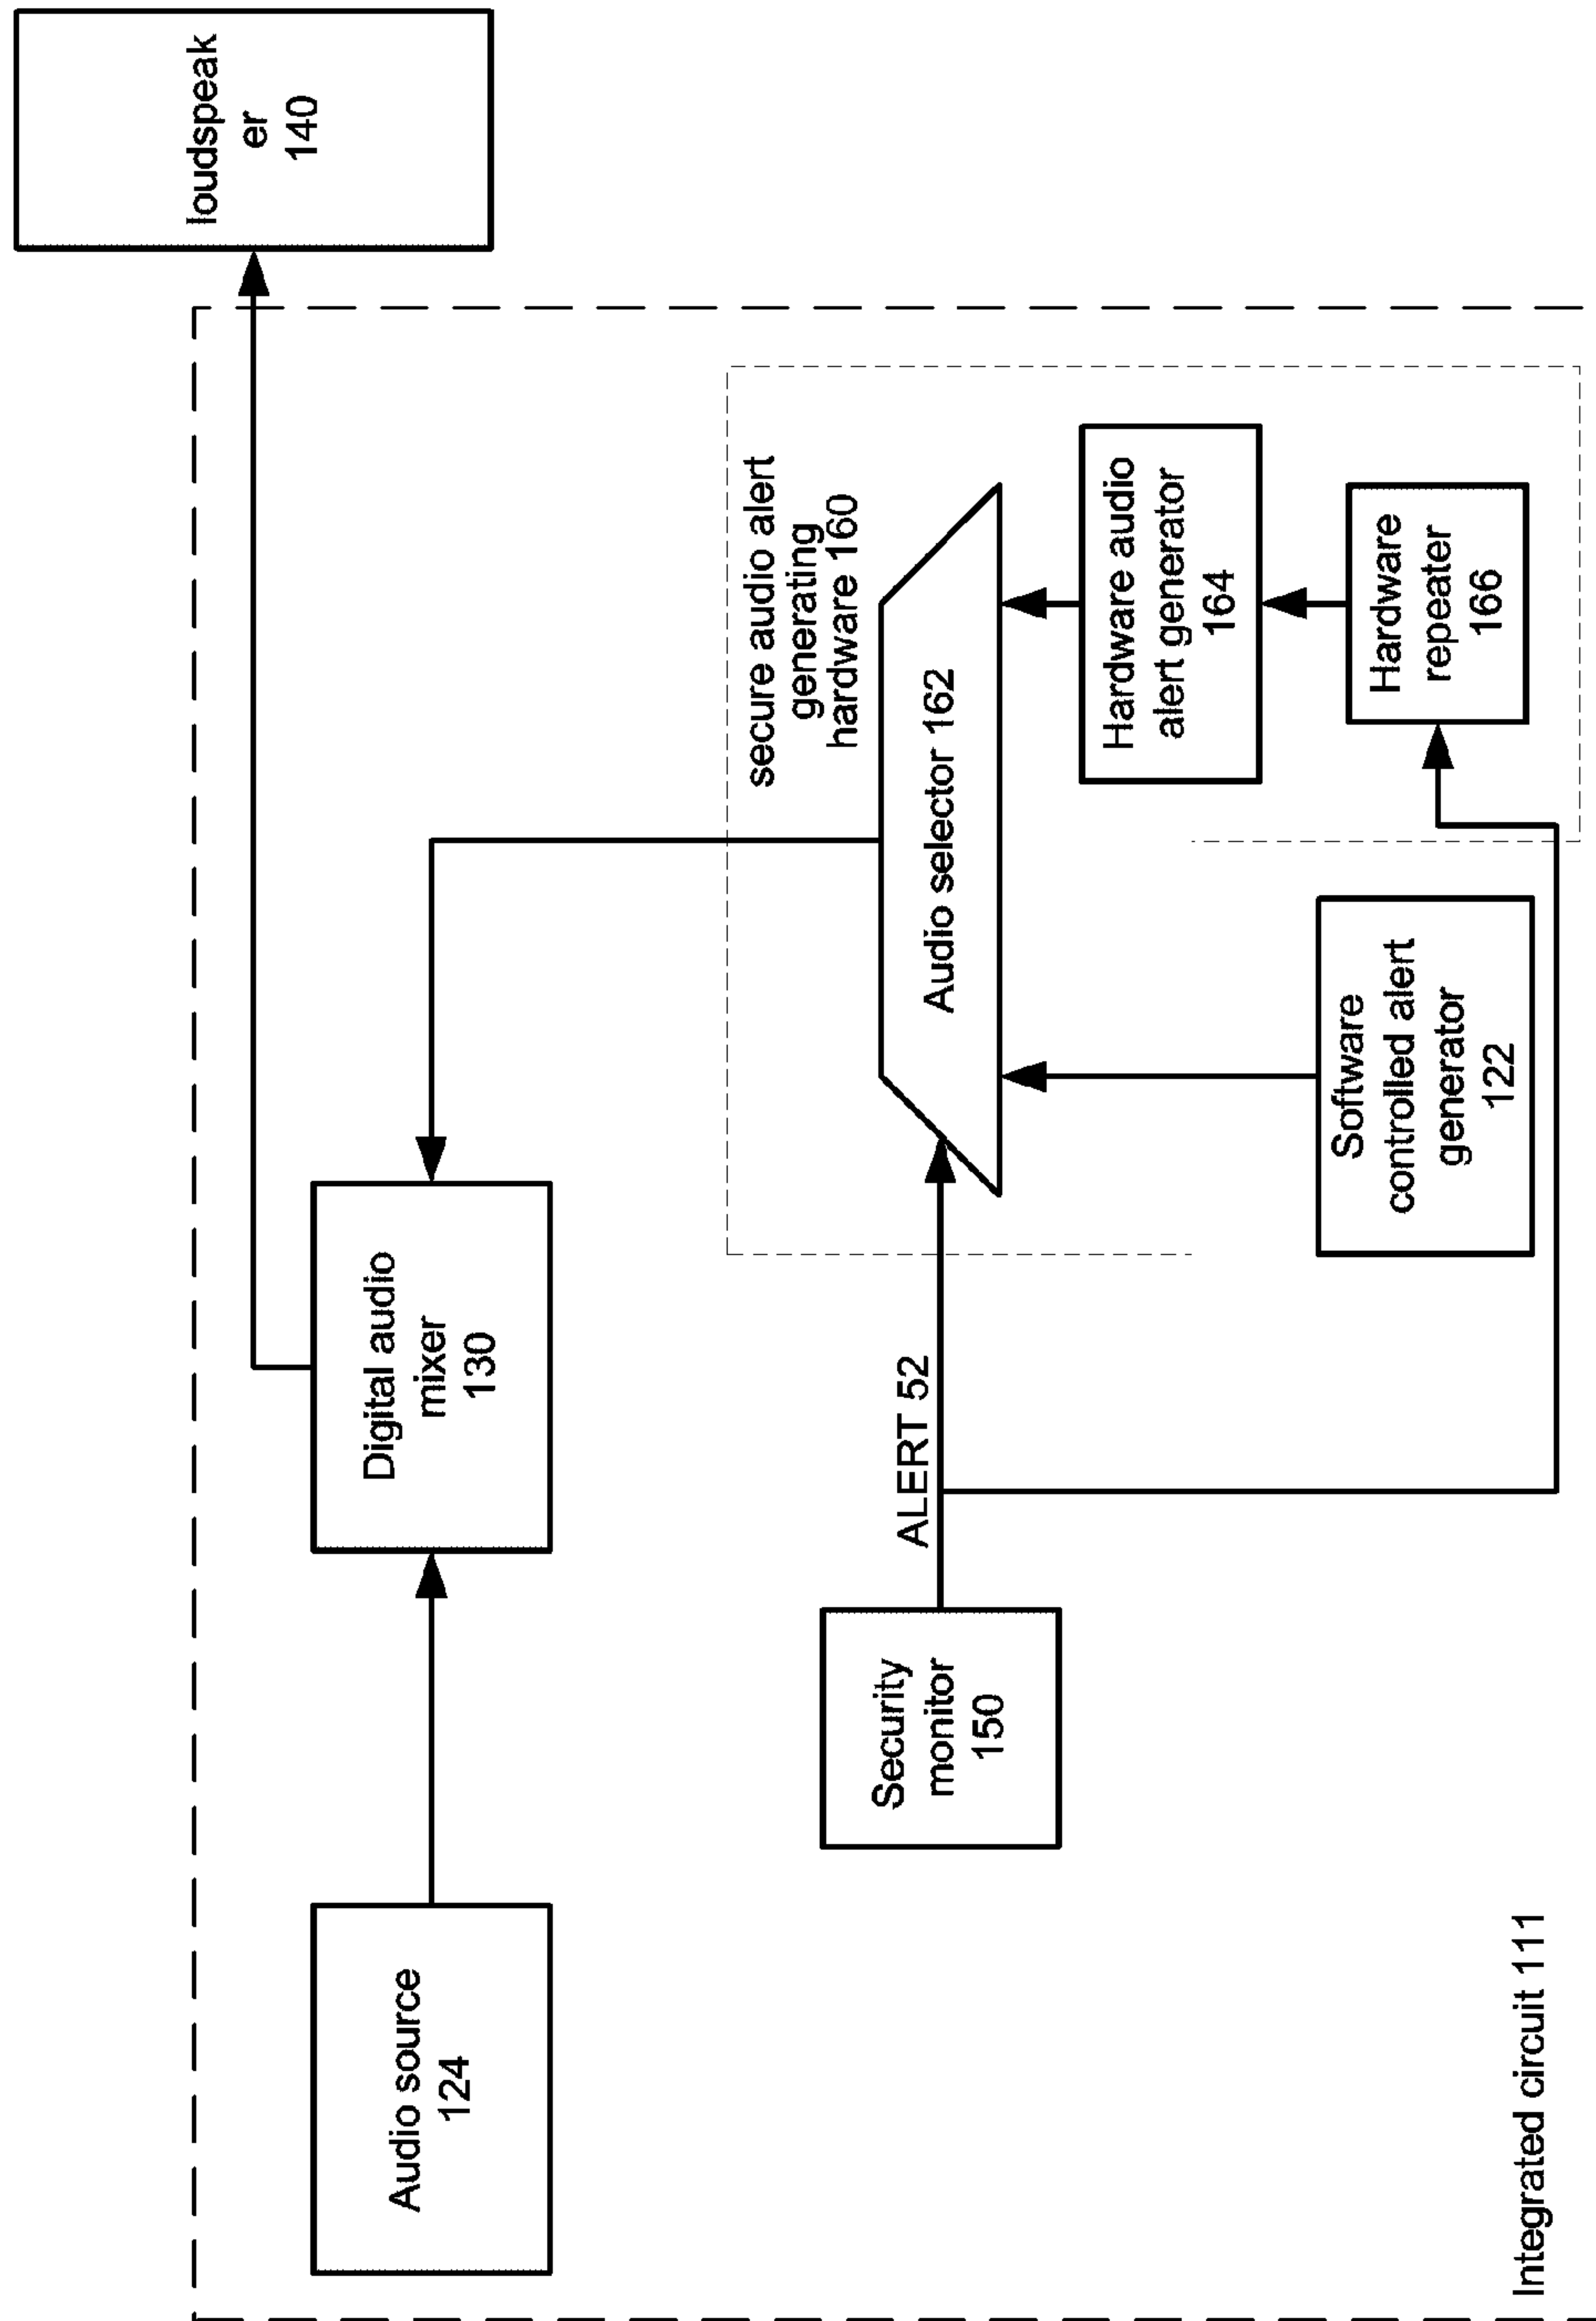 loudspeak
er
140
Digital audio
mixer
130
Audio source
124
secure audio alert
generating
hardware 160
Audio selector 162
ALERT 52
Security
monitor
150
Hardware audio
alert generator
164
Software
controlled alert
generator
122
Hardware
repeater
166
Integrated circuit 111